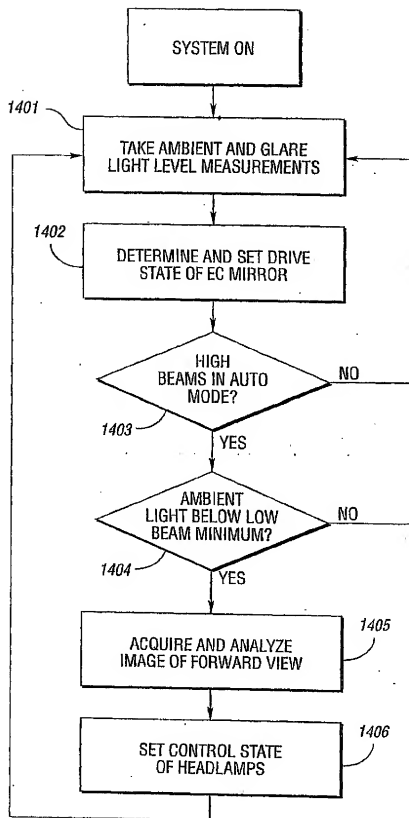 SYSTEM ON
1401
TAKE AMBIENT AND GLARE
LIGHT LEVEL MEASUREMENTS
1402
DETERMINE AND SET DRIVE
STATE OF EC MIRROR
HIGH
BEAMS IN AUTO
MODE?
NO
1403
YES
AMBIENT
LIGHT BELOW LOW
BEAM MINIMUM?
NO
1404
YES
1405
ACQUIRE AND ANALYZE
IMAGE OF FORWARD VIEW
1406
SET CONTROL STATE
OF HEADLAMPS